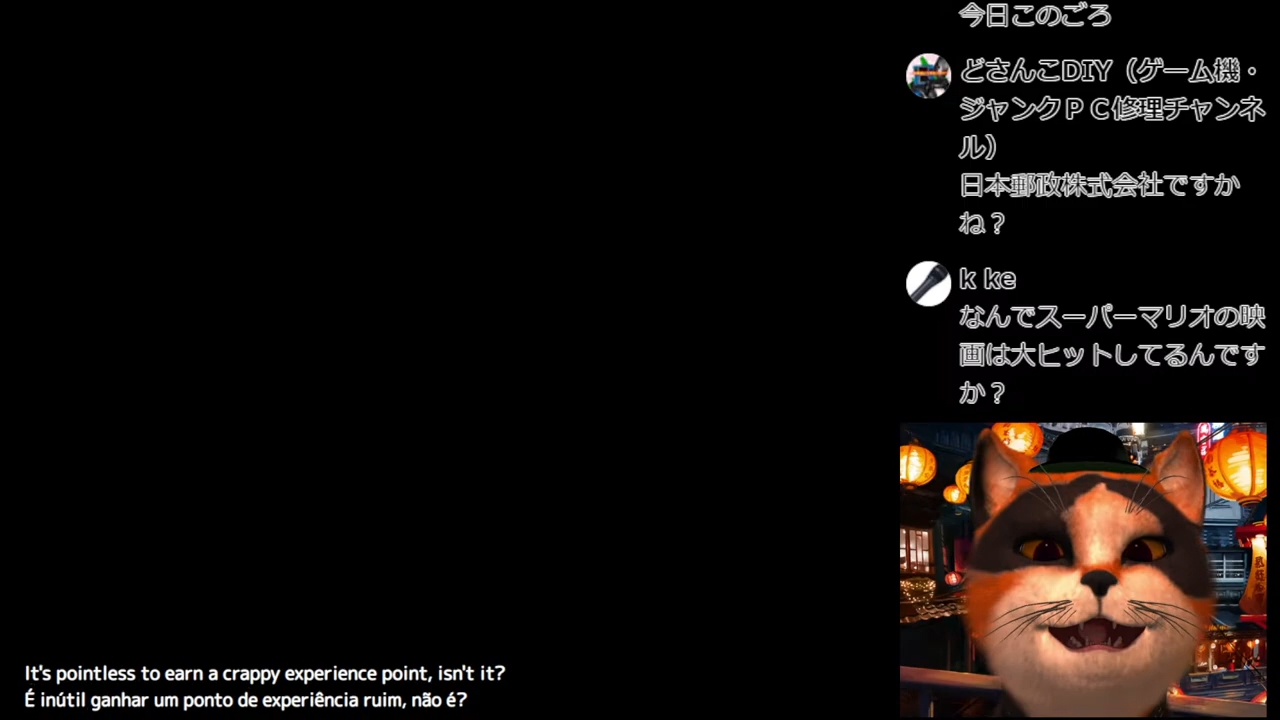 今日このごろ
どさんこDIY（ゲーム機・
ジャンクＰＣ修理チャンネ
ル）
日本郵政株式会社ですか
ね？
k ke
なんでスーパーマリオの映
画は大ヒットしてるんです
か？
It's pointless to earn a crappy experience point, isn't it?
É inútil ganhar um ponto de experiência ruim, não é?